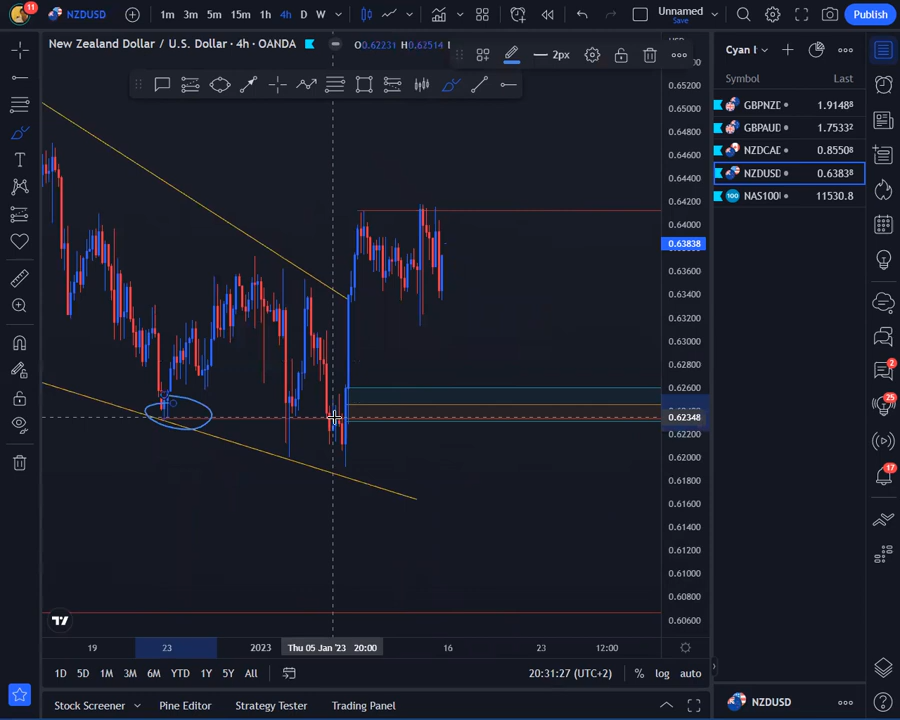 11
NZDUSD
1m 3m 5m 15m 1h 4h D W
Unnamed
Save
Publish
New Zealand Dollar / U.S. Dollar · 4h · OANDA
O0.62231 H0.62514
2px
0.65200
0.65000
0.64800
0.64600
0.64400
0.64200
0.64000
0.63838
0.63600
0.63400
0.63200
0.63000
0.62800
0.62600
0.62348
0.62200
0.62000
0.61800
0.61600
0.61400
0.61200
0.61000
0.60800
0.60600
Cyan l
Symbol Last
GBPNZD 1.91488
GBPAUD 1.75332
NZDCAD 0.85508
NZDUSD 0.63838
100 NAS100 11530.8
2
25
17
19 23 2023 Thu 05 Jan '23 20:00 16 23 12:00
1D 5D 1M 3M 6M YTD 1Y 5Y All
20:31:27 (UTC+2) % log auto
Stock Screener Pine Editor Strategy Tester Trading Panel
NZDUSD